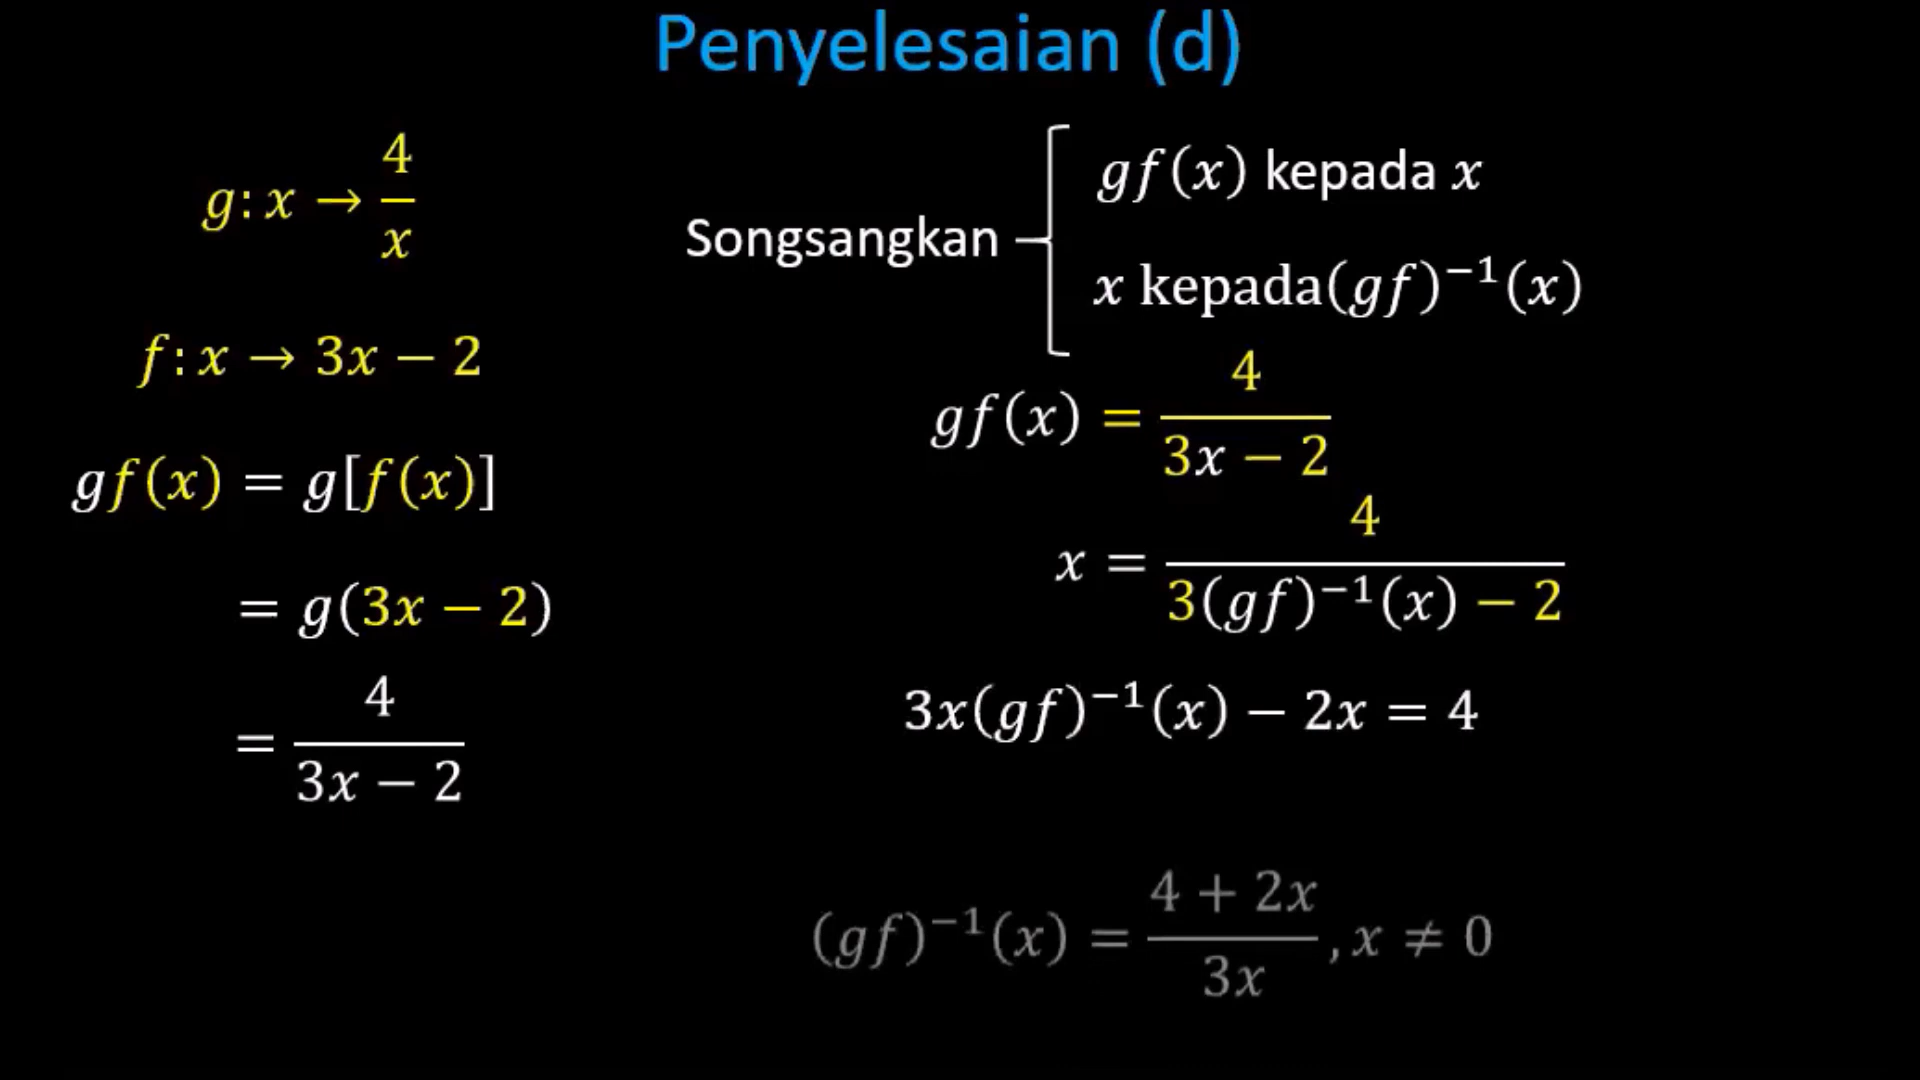 Penyelesaian (d)
g: x → 4/x
f: x → 3x − 2
gf(x) = g[f(x)]
= g(3x − 2)
= 4/(3x − 2)
Songsangkan
gf(x) kepada x
x kepada(gf)⁻¹(x)
gf(x) = 4/(3x − 2)
x = 4/(3(gf)⁻¹(x) − 2)
3x(gf)⁻¹(x) − 2x = 4
(gf)⁻¹(x) = (4 + 2x)/3x, x ≠ 0